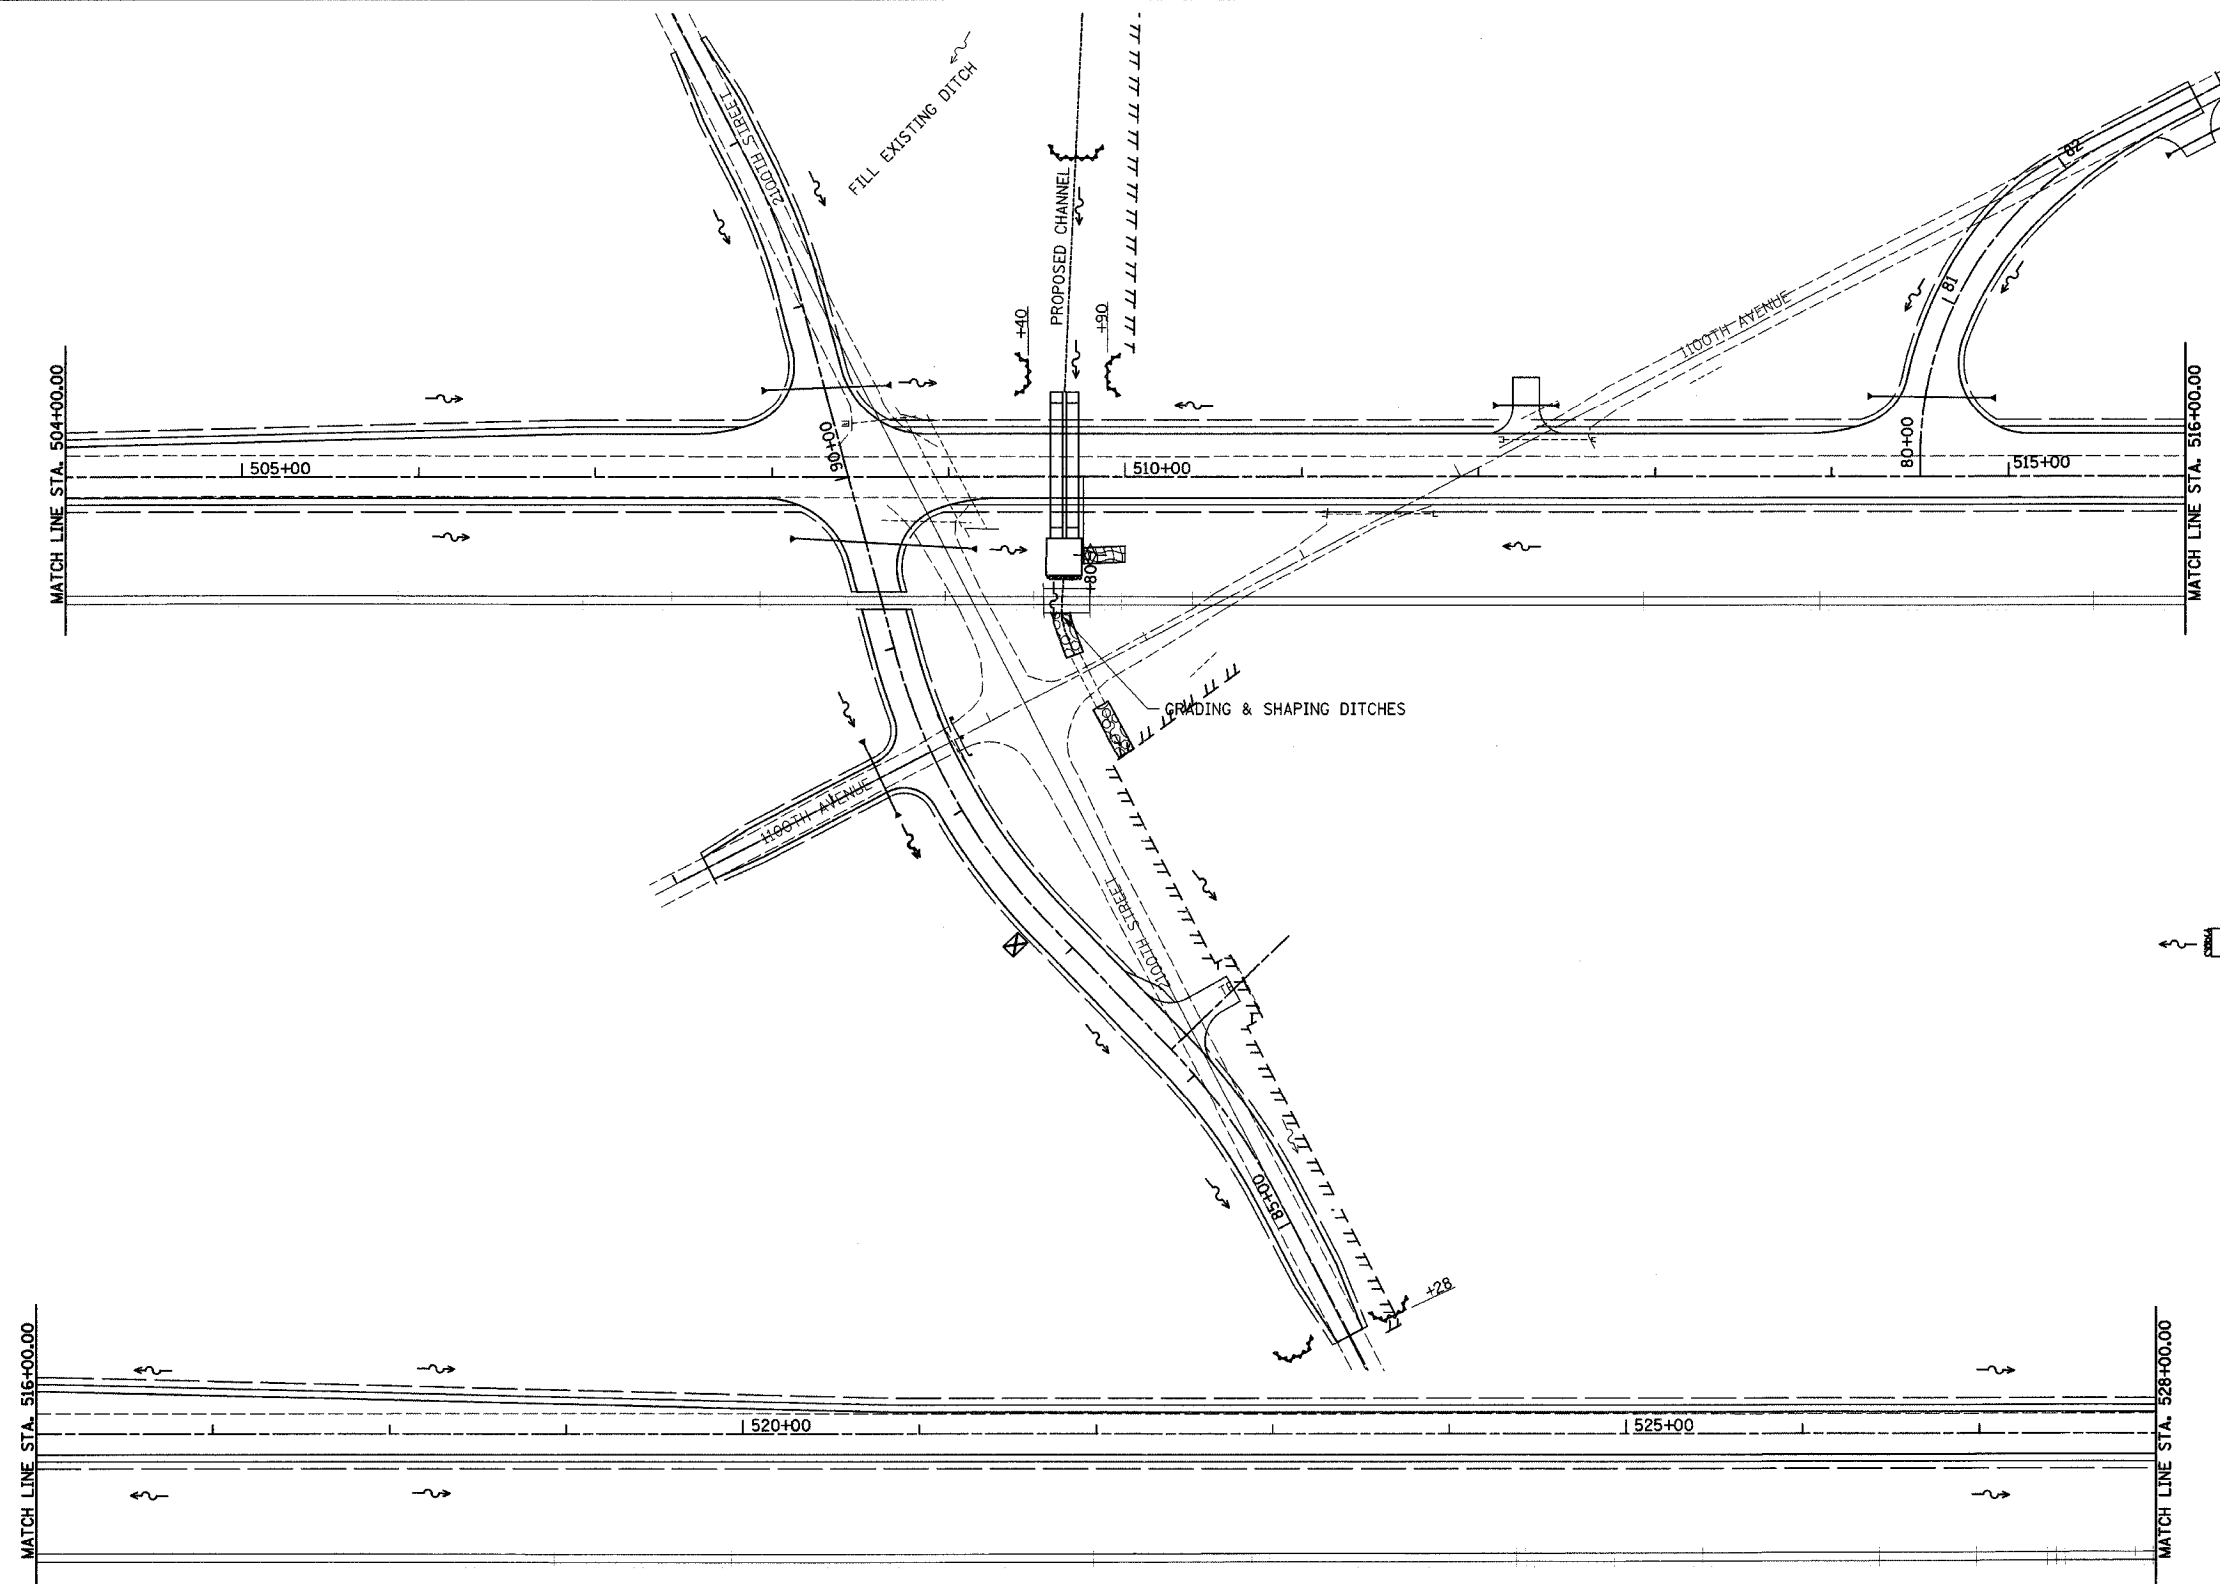 FILL EXISTING DITCH
2100TH STREET
PROPOSED CHANNEL
+40
+90
82
81
1100TH AVENUE
MATCH LINE STA. 504+00.00
505+00
90+00
510+00
80+00
515+00
MATCH LINE STA. 516+00.00
+80
GRADING & SHAPING DITCHES
1100TH AVENUE
2100TH STREET
85+00
+28
MATCH LINE STA. 516+00.00
520+00
525+00
MATCH LINE STA. 528+00.00